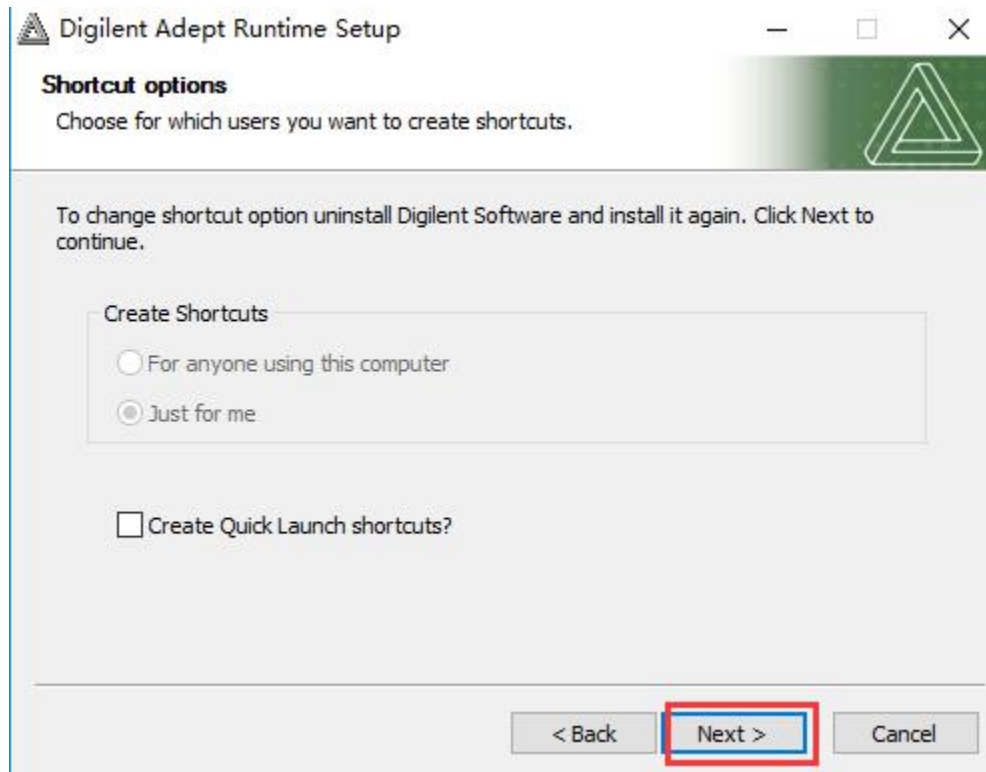 Digilent Adept Runtime Setup
Shortcut options
Choose for which users you want to create shortcuts.
To change shortcut option uninstall Digilent Software and install it again. Click Next to
continue.
Create Shortcuts
For anyone using this computer
Just for me
Create Quick Launch shortcuts?
< Back Next > Cancel